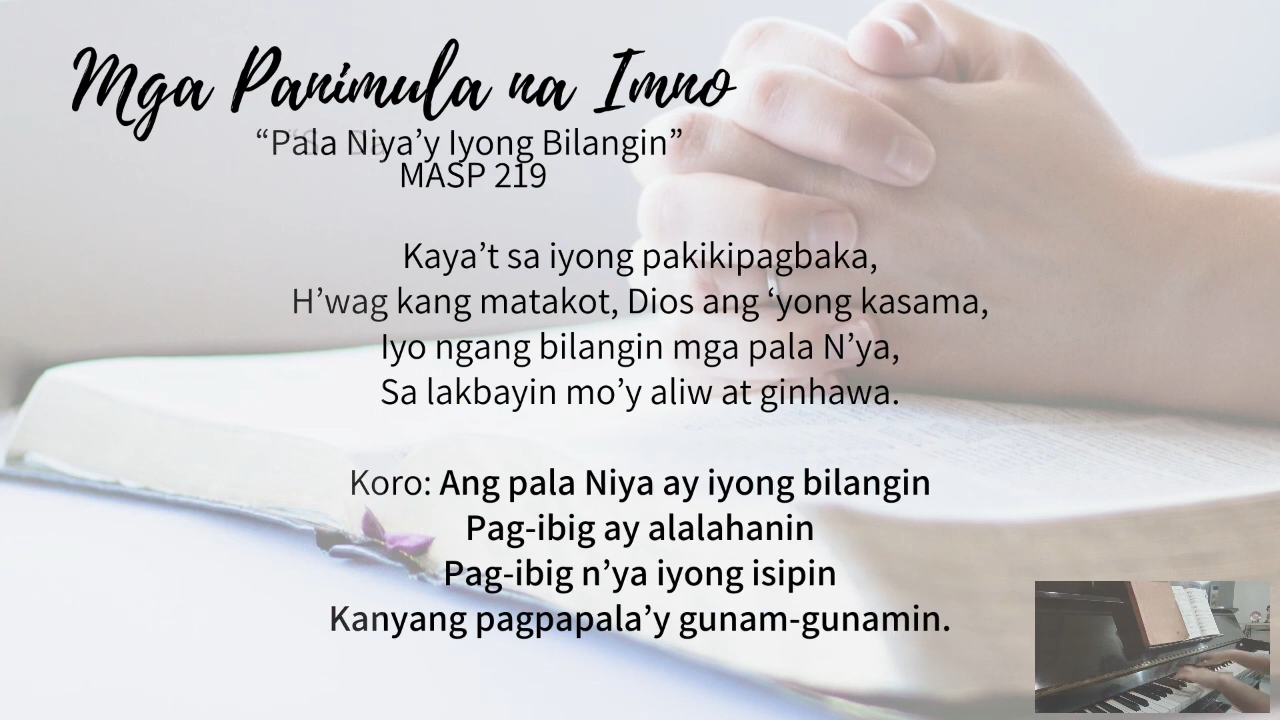 Mga Panimula na Imno
“Pala Niya’y Iyong Bilangin”
MASP 219
Kaya’t sa iyong pakikipagbaka,
H’wag kang matakot, Dios ang ‘yong kasama,
Iyo ngang bilangin mga pala N’ya,
Sa lakbayin mo’y aliw at ginhawa.
Koro: Ang pala Niya ay iyong bilangin
Pag-ibig ay alalahanin
Pag-ibig n’ya iyong isipin
Kanyang pagpapala’y gunam-gunamin.